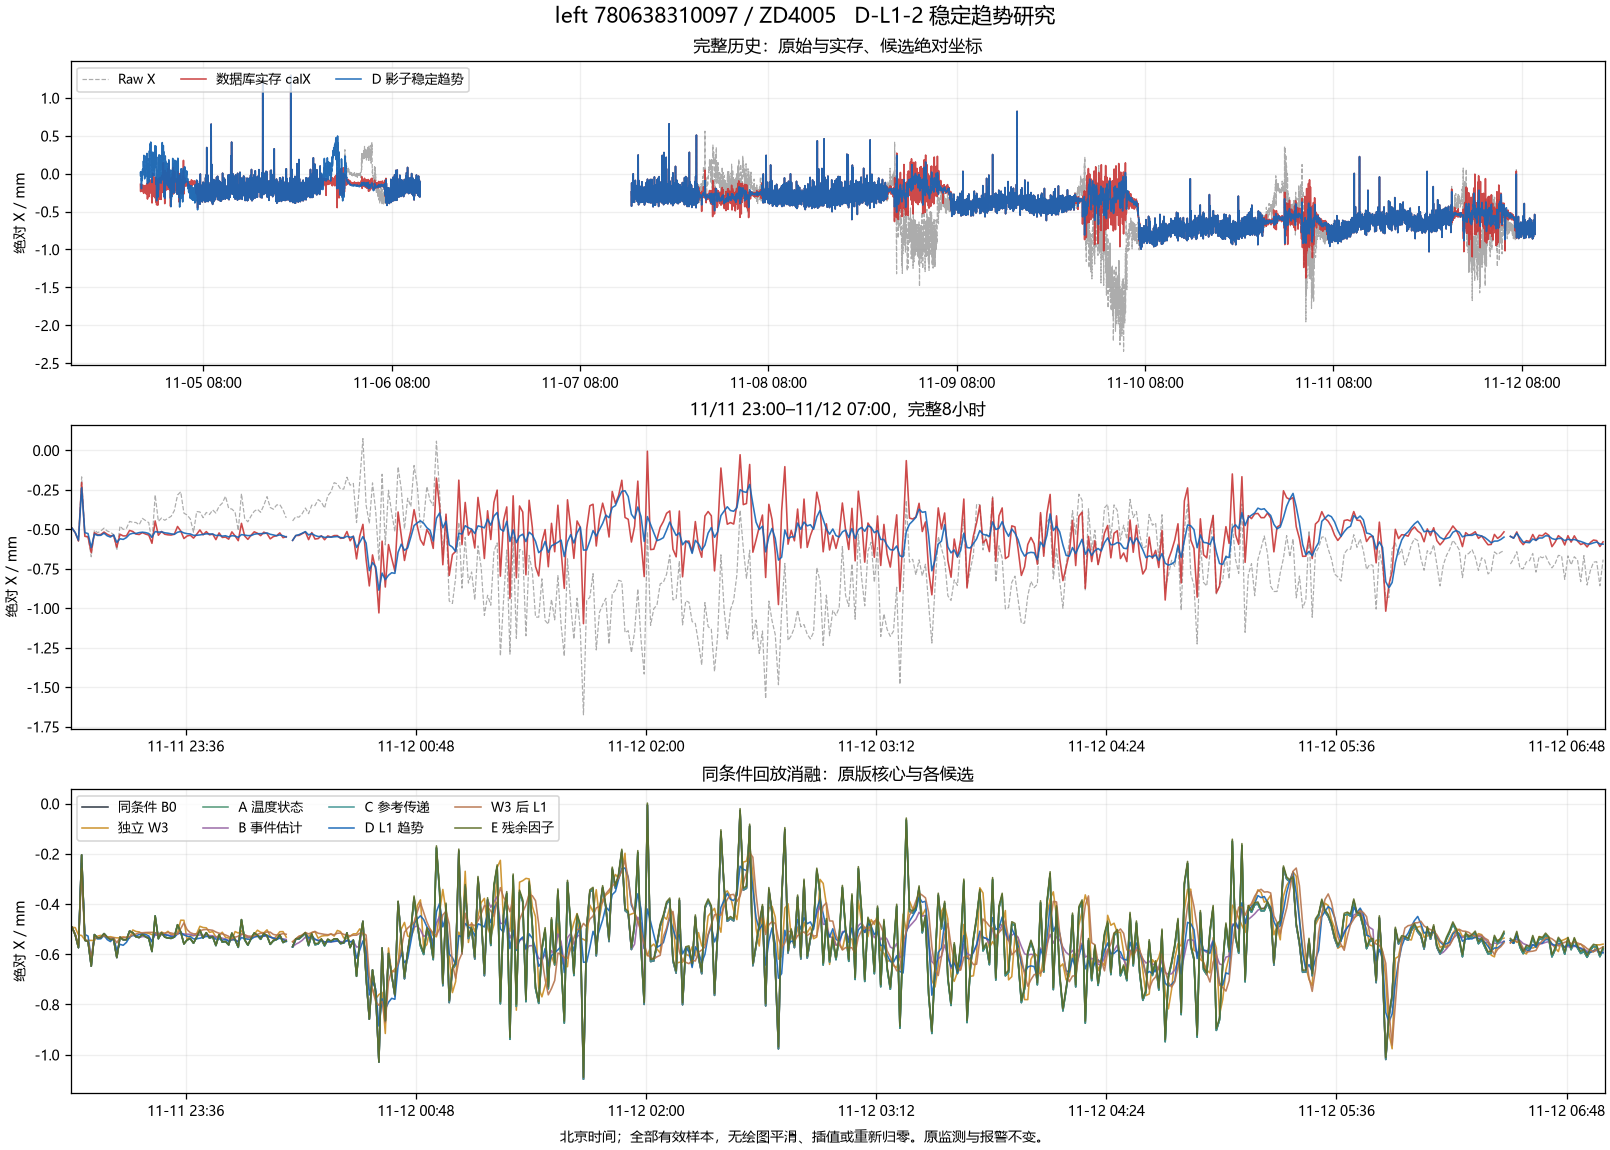 left 780638310097 / ZD4005   D-L1-2 稳定趋势研究
完整历史：原始与实存、候选绝对坐标
Raw X
数据库实存 calX
D 影子稳定趋势
绝对 X / mm
1.0
0.5
0.0
-0.5
-1.0
-1.5
-2.0
-2.5
11-05 08:00
11-06 08:00
11-07 08:00
11-08 08:00
11-09 08:00
11-10 08:00
11-11 08:00
11-12 08:00
11/11 23:00–11/12 07:00，完整8小时
绝对 X / mm
0.00
-0.25
-0.50
-0.75
-1.00
-1.25
-1.50
-1.75
11-11 23:36
11-12 00:48
11-12 02:00
11-12 03:12
11-12 04:24
11-12 05:36
11-12 06:48
同条件回放消融：原版核心与各候选
同条件 B0
A 温度状态
C 参考传递
W3 后 L1
独立 W3
B 事件估计
D L1 趋势
E 残余因子
绝对 X / mm
0.0
-0.2
-0.4
-0.6
-0.8
-1.0
11-11 23:36
11-12 00:48
11-12 02:00
11-12 03:12
11-12 04:24
11-12 05:36
11-12 06:48
北京时间；全部有效样本，无绘图平滑、插值或重新归零。原监测与报警不变。